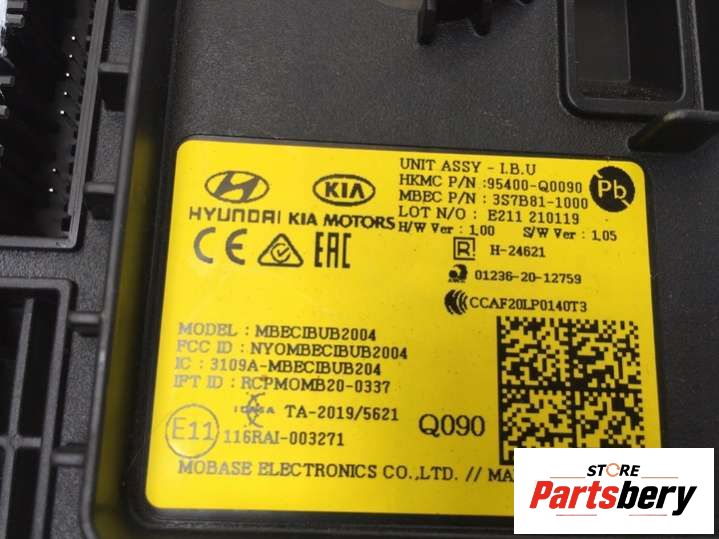 UNIT ASSY - I.B.U
HKMC P/N :95400-Q0090
MBEC P/N : 3S7B81-1000
LOT N/O : E211 210119
H/W Ver : 1.00 S/W Ver : 1.05
Pb
KIA
HYUNDAI KIA MOTORS
CE EAC
R H-24621
01236-20-12759
CCAF20LP0140T3
MODEL : MBECIBUB2004
FCC ID : NYOMBECIBUB2004
IC : 3109A-MBECIBUB204
IFT ID : RCPMOMB20-0337
ICASA TA-2019/5621
E11 116RAI-003271
Q090
MOBASE ELECTRONICS CO.,LTD. //
STORE
Partsbery